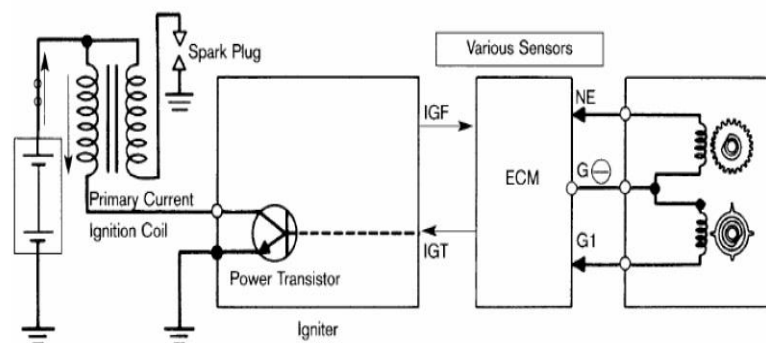 Spark Plug
Various Sensors
IGF
NE
ECM
G ⊖
Primary Current
Ignition Coil
IGT
G1
Power Transistor
Igniter